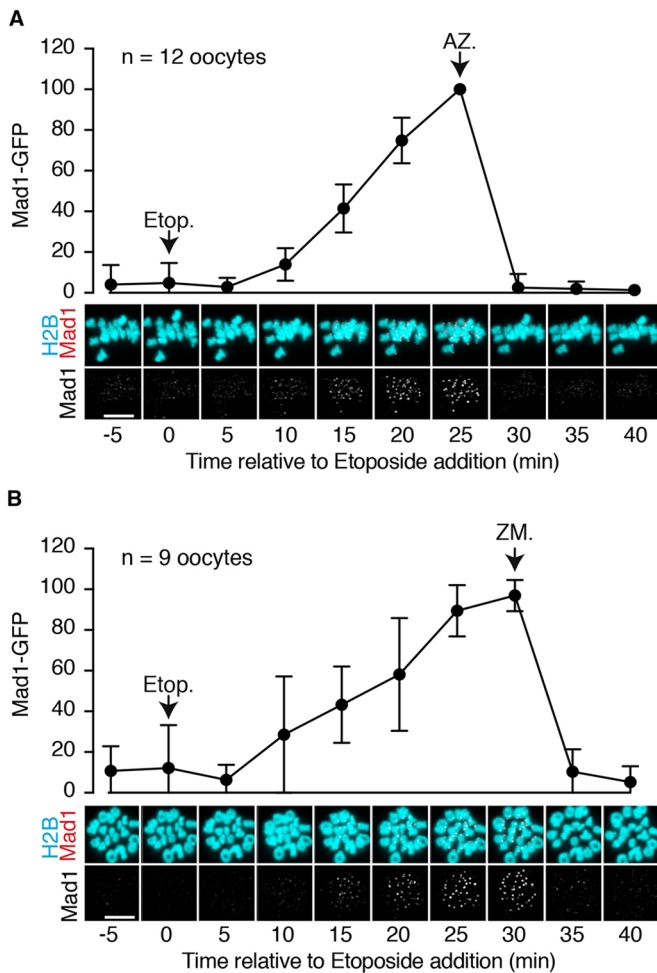 A
120
100
80
60
40
20
0
Mad1-GFP
n = 12 oocytes
AZ.
Etop.
H2B
Mad1
Mad1
-5 0 5 10 15 20 25 30 35 40
Time relative to Etoposide addition (min)
B
120
100
80
60
40
20
0
Mad1-GFP
n = 9 oocytes
ZM.
Etop.
H2B
Mad1
Mad1
-5 0 5 10 15 20 25 30 35 40
Time relative to Etoposide addition (min)